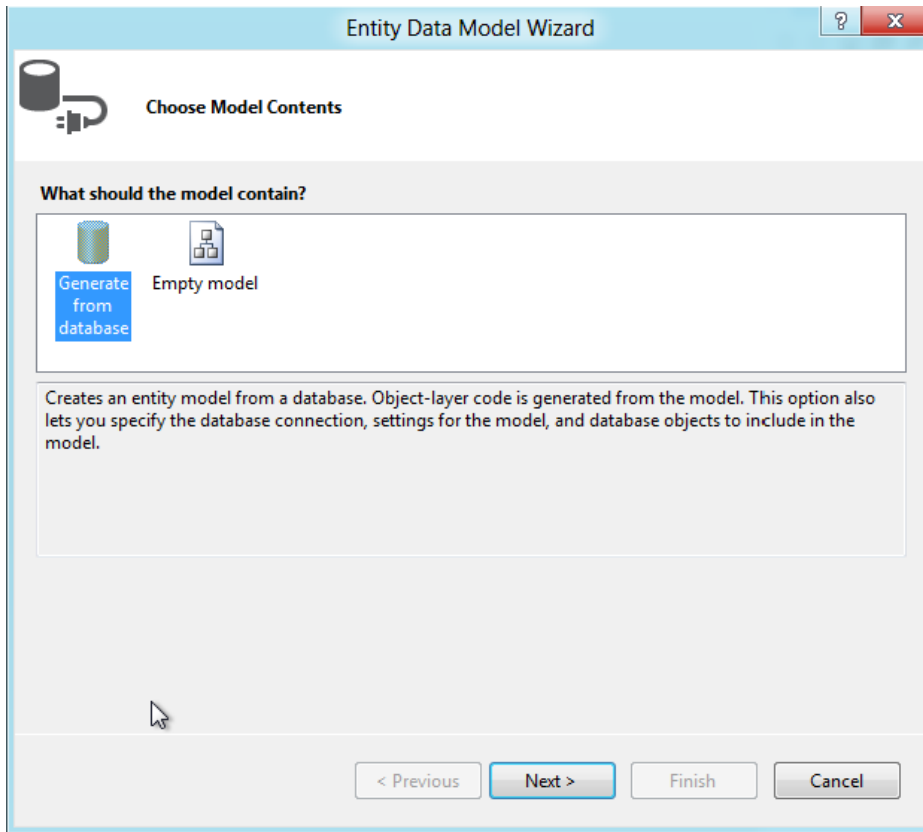 Entity Data Model Wizard
?
x
Choose Model Contents
What should the model contain?
Generate
from
database
Empty model
Creates an entity model from a database. Object-layer code is generated from the model. This option also
lets you specify the database connection, settings for the model, and database objects to include in the
model.
< Previous
Next >
Finish
Cancel